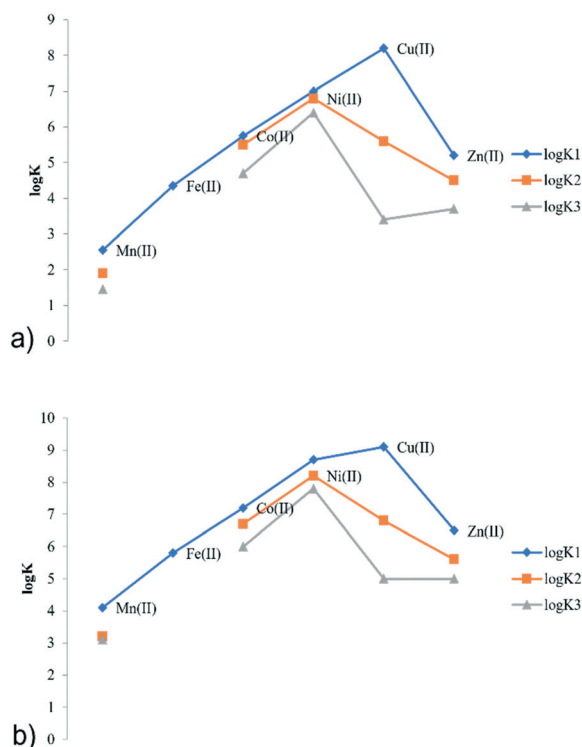 9
8
7
6
5
4
3
2
1
0
logK
Cu(II)
Ni(II)
Co(II)
Zn(II)
Fe(II)
Mn(II)
logK1
logK2
logK3
a)
10
9
8
7
6
5
4
3
2
1
0
logK
Cu(II)
Ni(II)
Co(II)
Zn(II)
Fe(II)
Mn(II)
logK1
logK2
logK3
b)